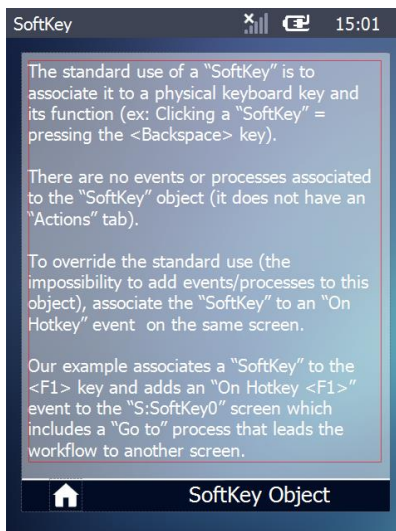 SoftKey 15:01
The standard use of a “SoftKey” is to
associate it to a physical keyboard key and
its function (ex: Clicking a “SoftKey” =
pressing the <Backspace> key).
There are no events or processes associated
to the “SoftKey” object (it does not have an
“Actions” tab).
To override the standard use (the
impossibility to add events/processes to this
object), associate the “SoftKey” to an “On
Hotkey” event  on the same screen.
Our example associates a “SoftKey” to the
<F1> key and adds an “On Hotkey <F1>”
event to the “S:SoftKey0” screen which
includes a “Go to” process that leads the
workflow to another screen.
SoftKey Object